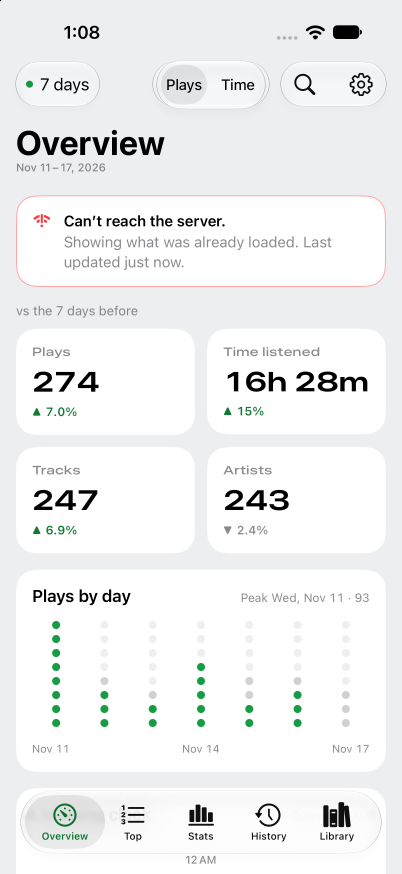 1:08
7 days
Plays
Time
Overview
Nov 11–17, 2026
Can't reach the server.
Showing what was already loaded. Last
updated just now.
vs the 7 days before
Plays
274
▲ 7.0%
Time listened
16h 28m
▲ 15%
Tracks
247
▲ 6.9%
Artists
243
▼ 2.4%
Plays by day
Peak Wed, Nov 11 · 93
Nov 11
Nov 14
Nov 17
Overview
Top
Stats
History
Library
12 AM